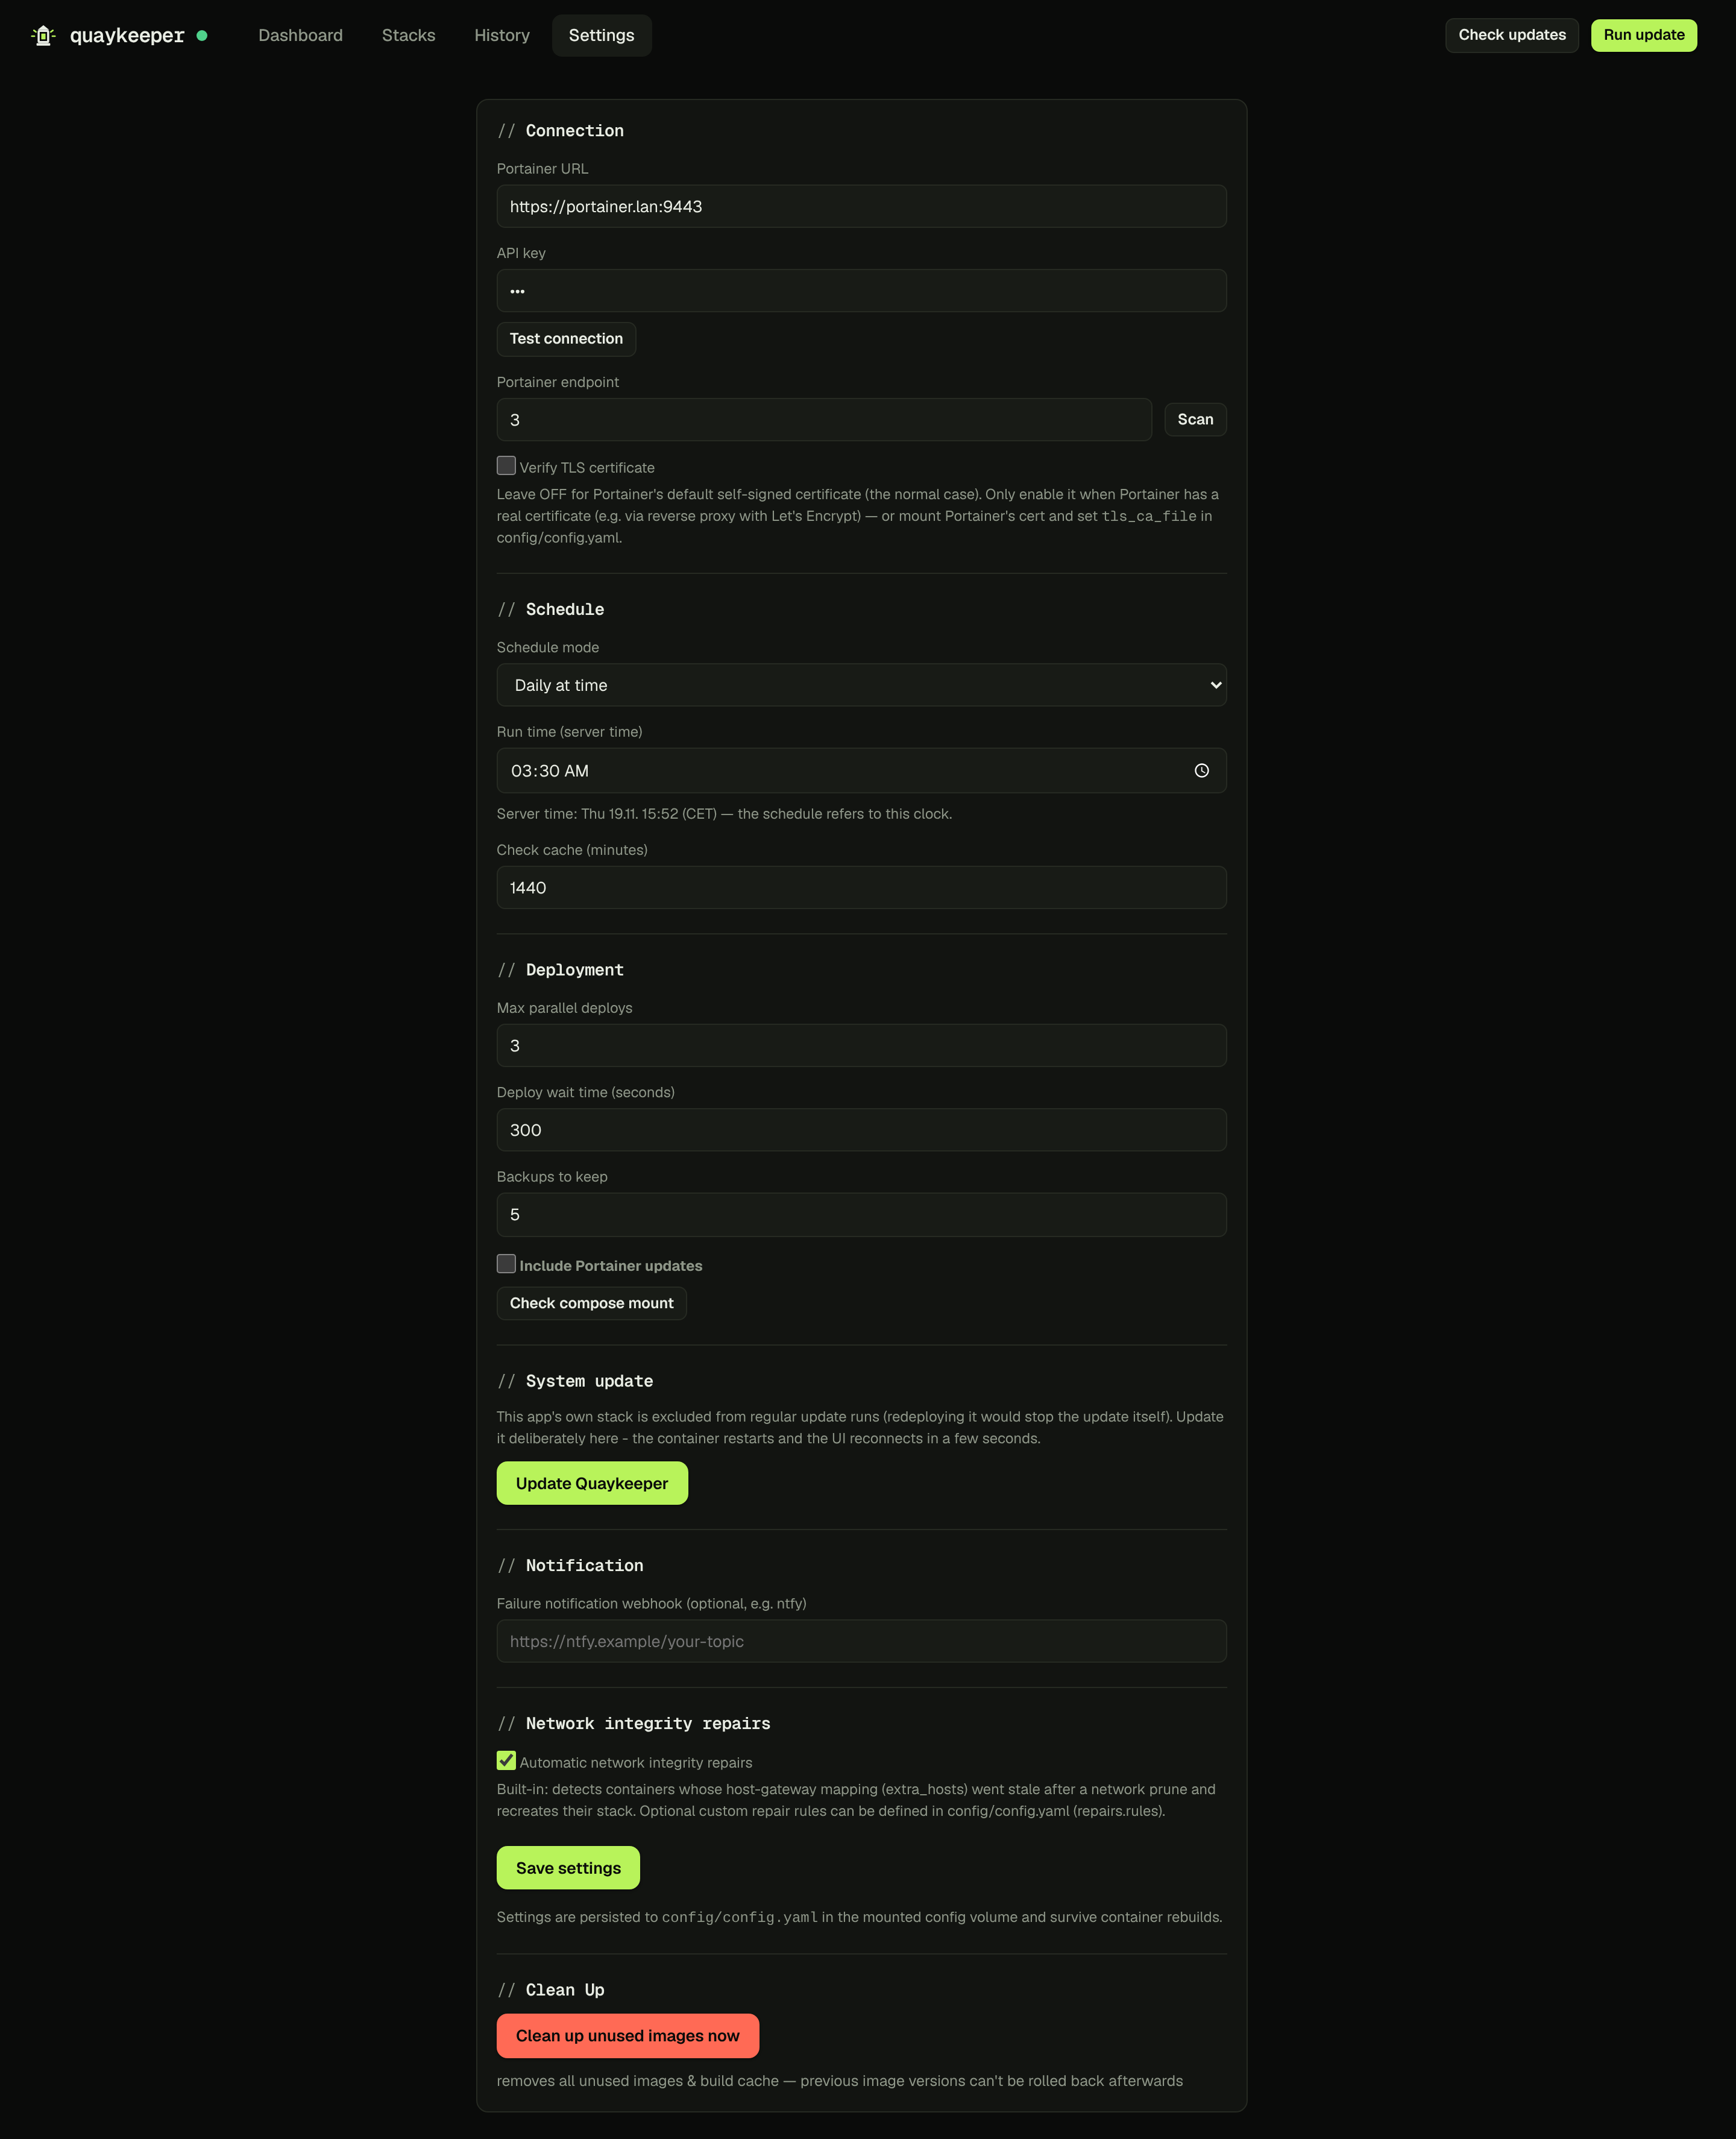 quaykeeper
Dashboard
Stacks
History
Settings
Check updates
Run update
// Connection
Portainer URL
https://portainer.lan:9443
API key
•••
Test connection
Portainer endpoint
3
Scan
Verify TLS certificate
Leave OFF for Portainer's default self-signed certificate (the normal case). Only enable it when Portainer has a
real certificate (e.g. via reverse proxy with Let's Encrypt) — or mount Portainer's cert and set tls_ca_file in
config/config.yaml.
// Schedule
Schedule mode
Daily at time
Run time (server time)
03:30 AM
Server time: Thu 19.11. 15:52 (CET) — the schedule refers to this clock.
Check cache (minutes)
1440
// Deployment
Max parallel deploys
3
Deploy wait time (seconds)
300
Backups to keep
5
Include Portainer updates
Check compose mount
// System update
This app's own stack is excluded from regular update runs (redeploying it would stop the update itself). Update
it deliberately here - the container restarts and the UI reconnects in a few seconds.
Update Quaykeeper
// Notification
Failure notification webhook (optional, e.g. ntfy)
https://ntfy.example/your-topic
// Network integrity repairs
Automatic network integrity repairs
Built-in: detects containers whose host-gateway mapping (extra_hosts) went stale after a network prune and
recreates their stack. Optional custom repair rules can be defined in config/config.yaml (repairs.rules).
Save settings
Settings are persisted to config/config.yaml in the mounted config volume and survive container rebuilds.
// Clean Up
Clean up unused images now
removes all unused images & build cache — previous image versions can't be rolled back afterwards